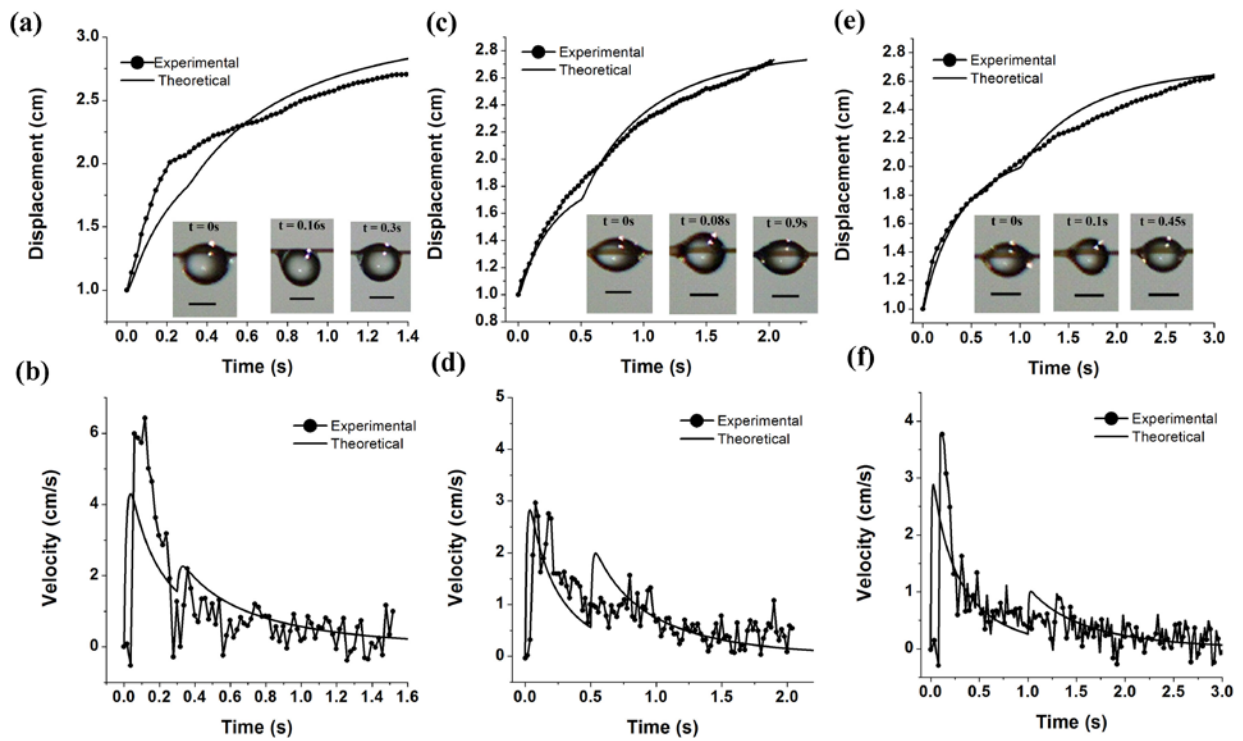 (a)
3.0
2.5
2.0
1.5
1.0
Displacement (cm)
Experimental
Theoretical
t = 0s
t = 0.16s
t = 0.3s
0.0 0.2 0.4 0.6 0.8 1.0 1.2 1.4
Time (s)
(c)
2.8
2.6
2.4
2.2
2.0
1.8
1.6
1.4
1.2
1.0
0.8
Displacement (cm)
Experimental
Theoretical
t = 0s
t = 0.08s
t = 0.9s
0.0 0.5 1.0 1.5 2.0
Time (s)
(e)
2.8
2.6
2.4
2.2
2.0
1.8
1.6
1.4
1.2
1.0
Displacement (cm)
Experimental
Theoretical
t = 0s
t = 0.1s
t = 0.45s
0.0 0.5 1.0 1.5 2.0 2.5 3.0
Time (s)
(b)
6
4
2
0
Velocity (cm/s)
Experimental
Theoretical
0.0 0.2 0.4 0.6 0.8 1.0 1.2 1.4 1.6
Time (s)
(d)
5
4
3
2
1
0
Velocity (cm/s)
Experimental
Theoretical
0.0 0.5 1.0 1.5 2.0
Time (s)
(f)
4
3
2
1
0
Velocity (cm/s)
Experimental
Theoretical
0.0 0.5 1.0 1.5 2.0 2.5 3.0
Time (s)